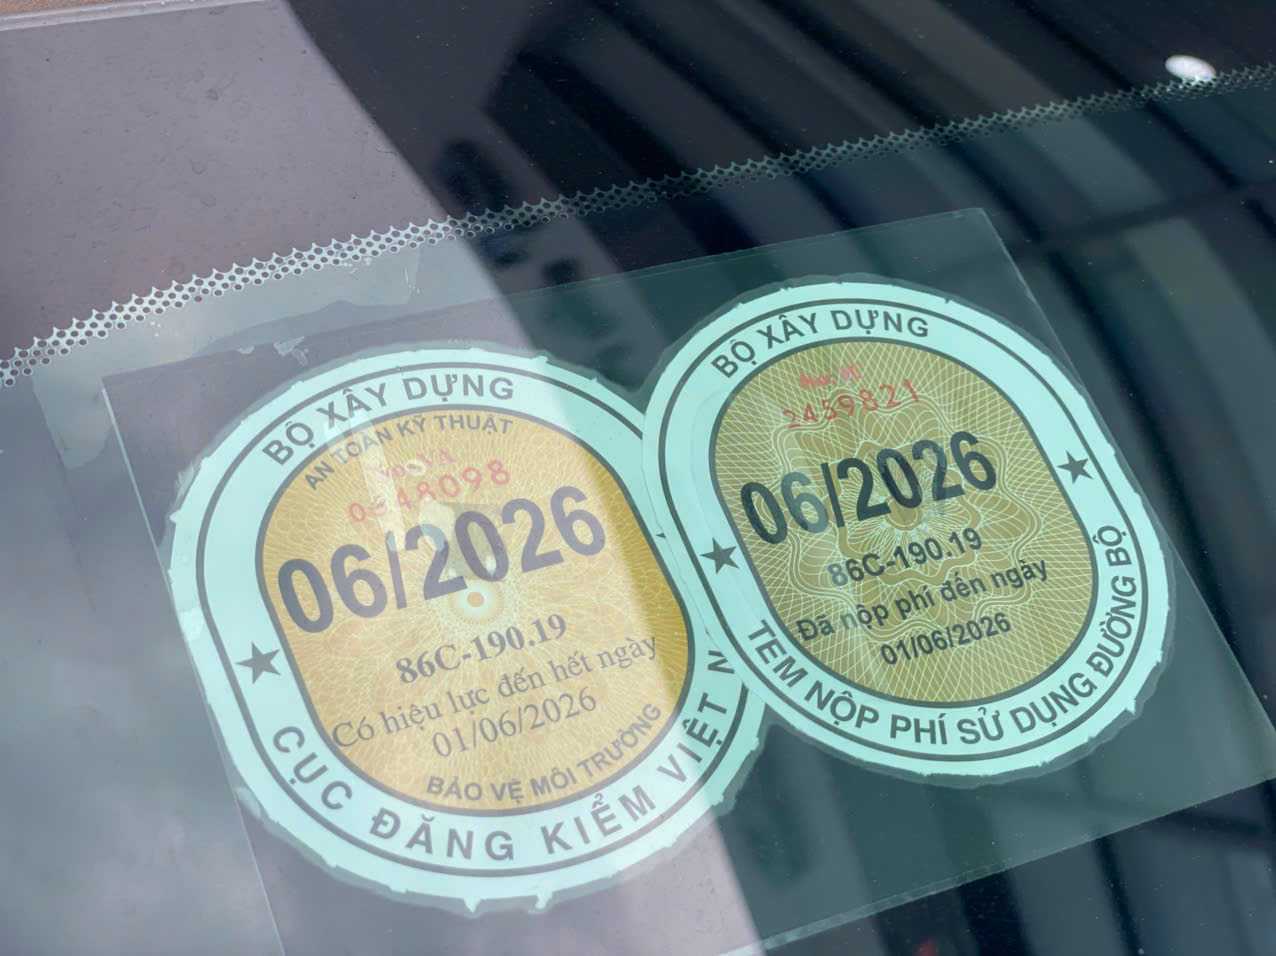 BỘ XÂY DỰNG
AN TOÀN KỸ THUẬT
0548098
06/2026
86C-190.19
Có hiệu lực đến hết ngày
01/06/2026
BẢO VỆ MÔI TRƯỜNG
CỤC ĐĂNG KIỂM VIỆT N
BỘ XÂY DỰNG
2459821
06/2026
86C-190.19
Đã nộp phí đến ngày
01/06/2026
TEM NỘP PHÍ SỬ DỤNG ĐƯỜNG BỘ